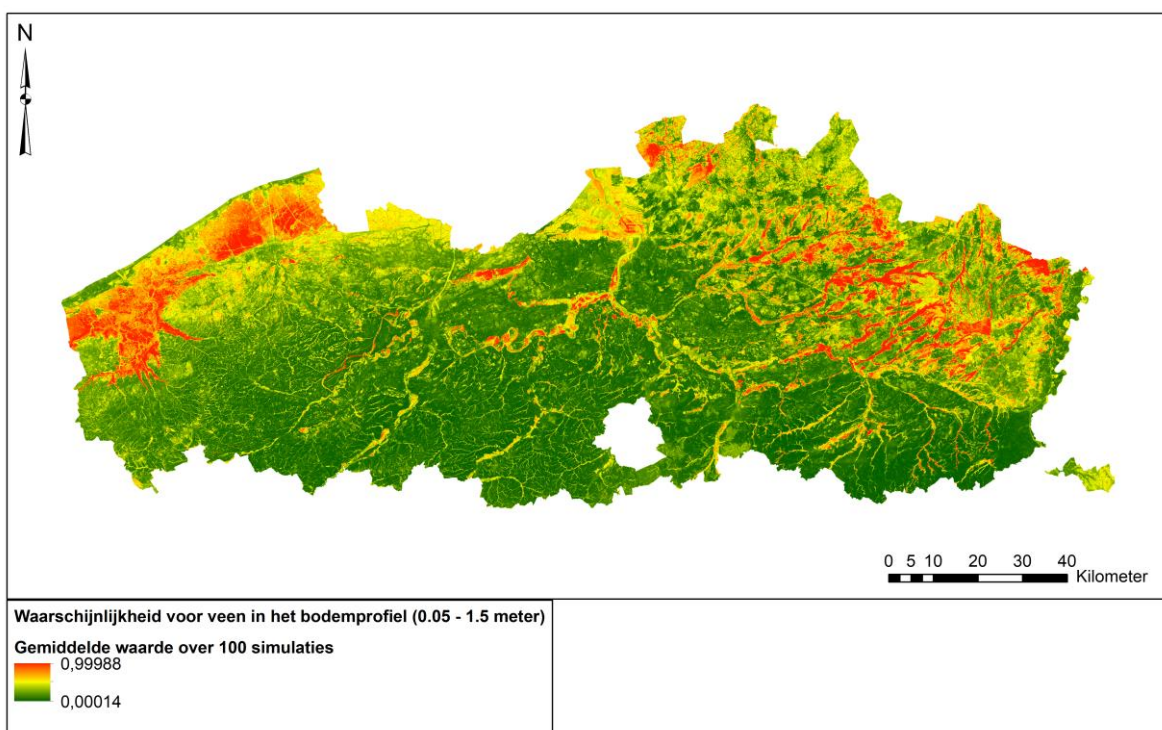 N
0 5 10 20 30 40
Kilometer
Waarschijnlijkheid voor veen in het bodemprofiel (0.05 - 1.5 meter)
Gemiddelde waarde over 100 simulaties
0,99988
0,00014